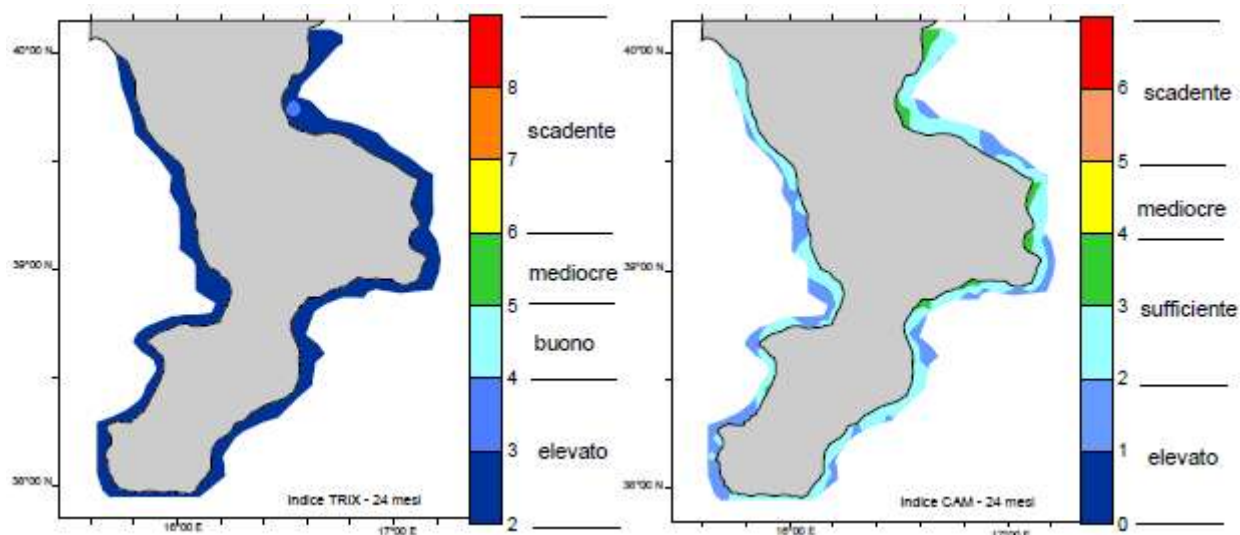 40°00 N
39°00 N
38°00 N
16°00 E
17°00 E
Indice TRIX - 24 mesi
8
7
6
5
4
3
2
scadente
mediocre
buono
elevato
40°00 N
39°00 N
38°00 N
16°00 E
17°00 E
Indice CAM - 24 mesi
6
5
4
3
2
1
0
scadente
mediocre
sufficiente
elevato